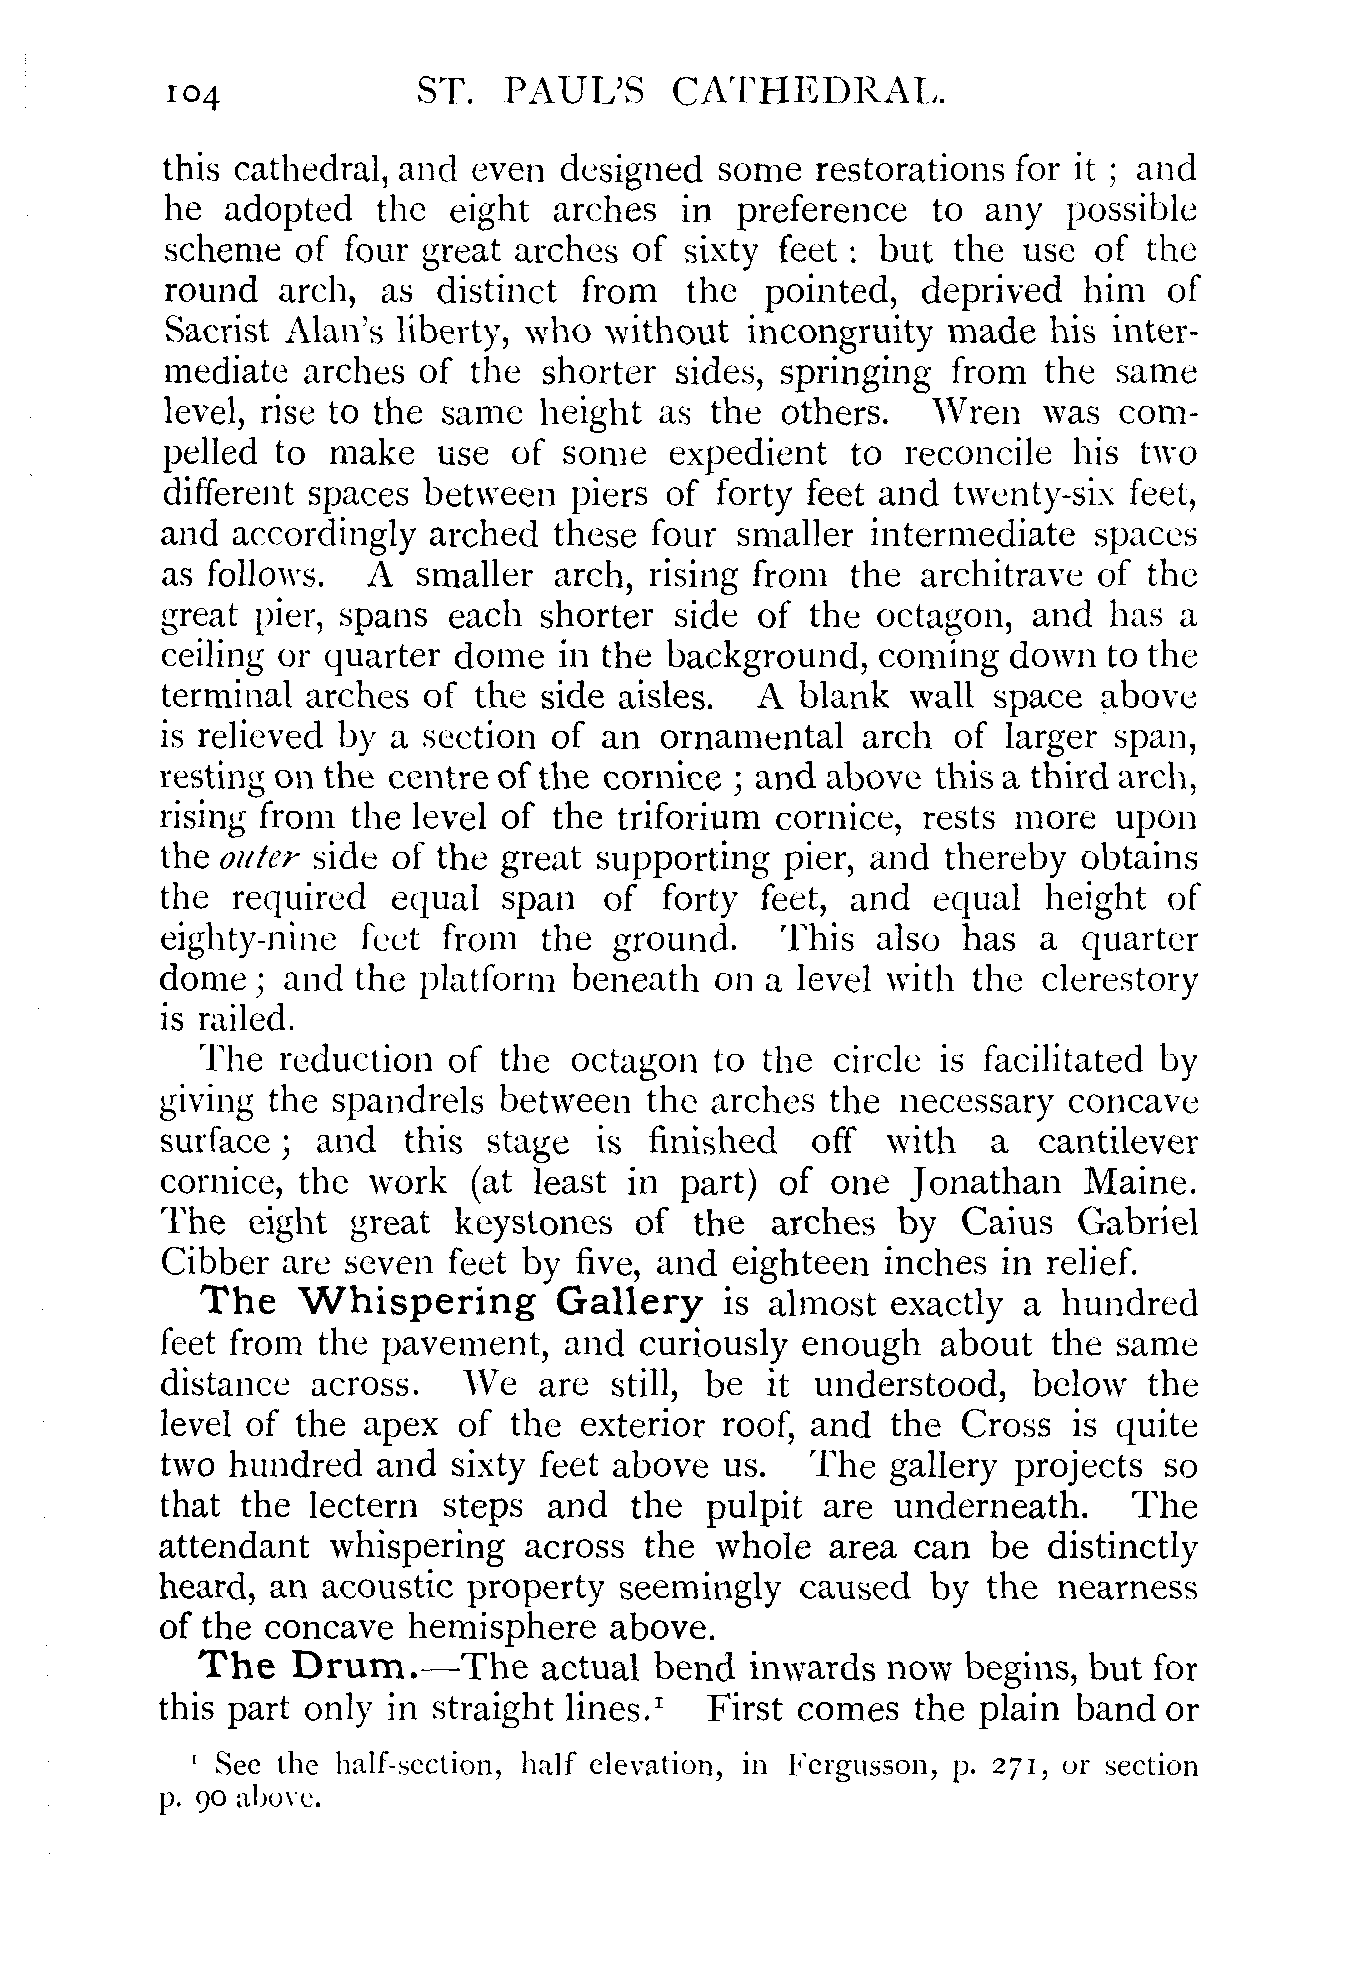 104 ST. PAUL'S CATHEDRAL.
this cathedral, and even designed some restorations for it ; and
he adopted the eight arches in preference to any possible
scheme of four great arches of sixty feet : but the use of the
round arch, as distinct from the pointed, deprived him of
Sacrist Alan's liberty, who without incongruity made his inter-
mediate arches of the shorter sides, springing from the same
level, rise to the same height as the others. Wren was com-
pelled to make use of some expedient to reconcile his two
different spaces between piers of forty feet and twenty-six feet,
and accordingly arched these four smaller intermediate spaces
as follows. A smaller arch, rising from the architrave of the
great pier, spans each shorter side of the octagon, and has a
ceiling or quarter dome in the background, coming down to the
terminal arches of the side aisles. A blank wall space above
is relieved by a section of an ornamental arch of larger span,
resting on the centre of the cornice ; and above this a third arch,
rising from the level of the triforium cornice, rests more upon
the outer side of the great supporting pier, and thereby obtains
the required equal span of forty feet, and equal height of
eighty-nine feet from the ground. This also has a quarter
dome ; and the platform beneath on a level with the clerestory
is railed.
The reduction of the octagon to the circle is facilitated by
giving the spandrels between the arches the necessary concave
surface ; and this stage is finished off with a cantilever
cornice, the work (at least in part) of one Jonathan Maine.
The eight great keystones of the arches by Caius Gabriel
Cibber are seven feet by five, and eighteen inches in relief.
The Whispering Gallery is almost exactly a hundred
feet from the pavement, and curiously enough about the same
distance across. We are still, be it understood, below the
level of the apex of the exterior roof, and the Cross is quite
two hundred and sixty feet above us. The gallery projects so
that the lectern steps and the pulpit are underneath. The
attendant whispering across the whole area can be distinctly
heard, an acoustic property seemingly caused by the nearness
of the concave hemisphere above.
The Drum.—The actual bend inwards now begins, but for
this part only in straight lines.¹ First comes the plain band or
¹ See the half-section, half elevation, in Fergusson, p. 271, or section
p. 90 above.